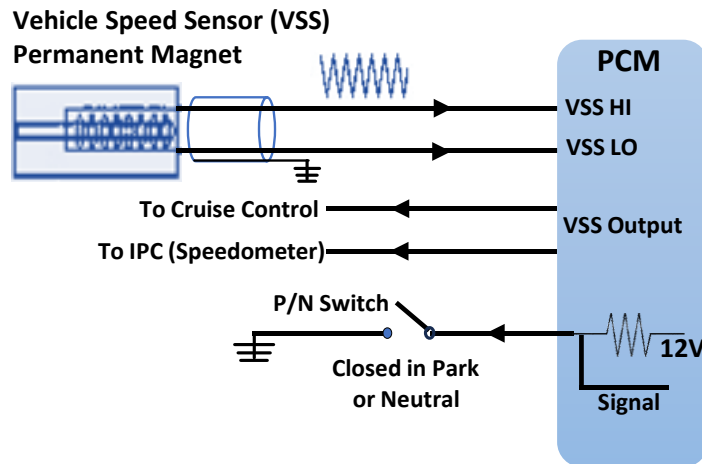 Vehicle Speed Sensor (VSS)
Permanent Magnet
PCM
VSS HI
VSS LO
To Cruise Control
VSS Output
To IPC (Speedometer)
P/N Switch
12V
Closed in Park
or Neutral
Signal